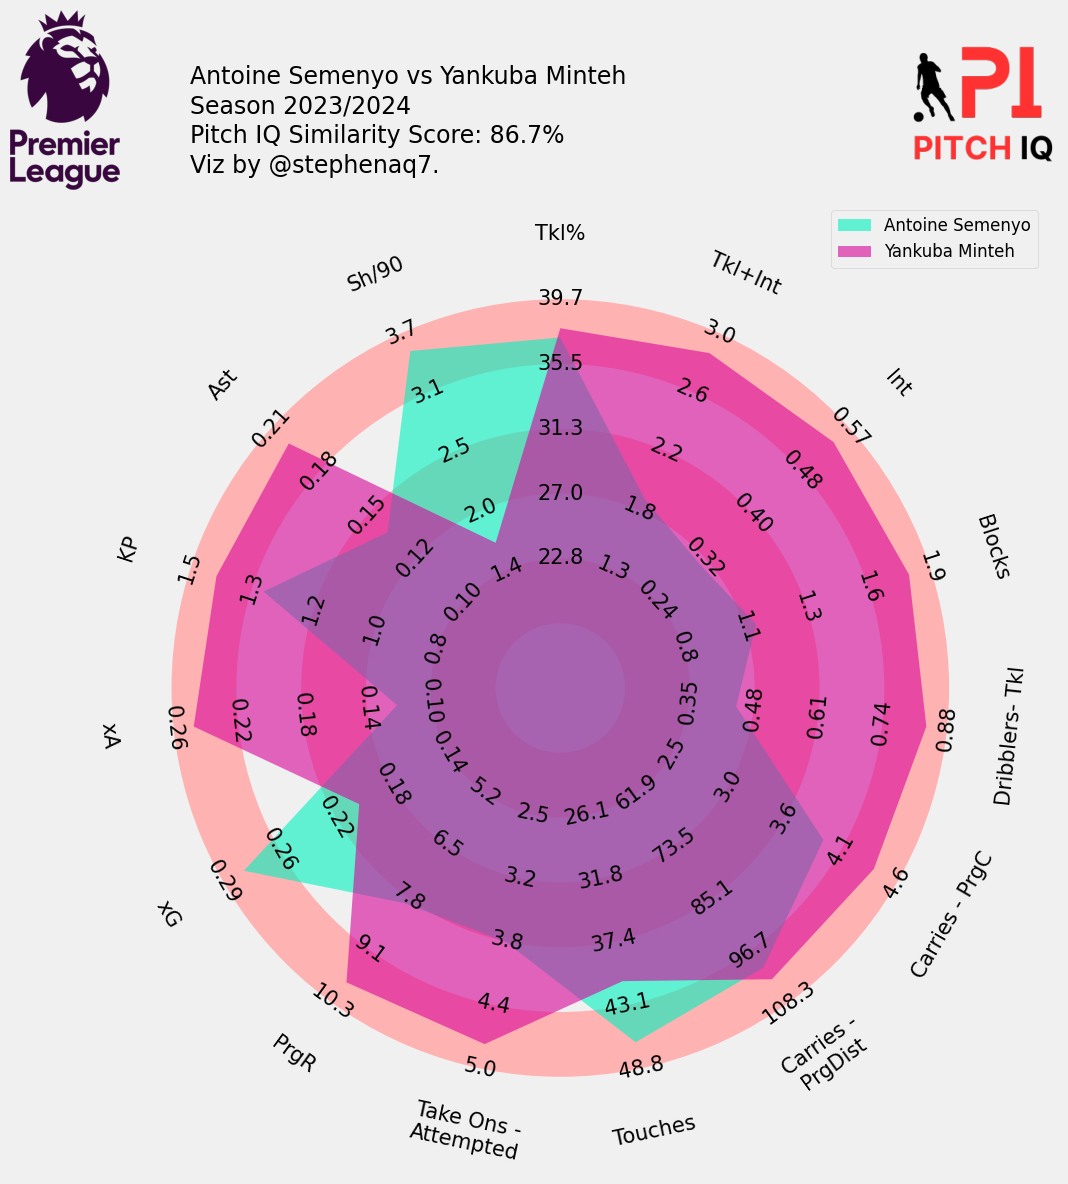 Premier
League
Antoine Semenyo vs Yankuba Minteh
Season 2023/2024
Pitch IQ Similarity Score: 86.7%
Viz by @stephenaq7.
PI
PITCH IQ
Antoine Semenyo
Yankuba Minteh
Tkl%
39.7
35.5
31.3
27.0
22.8
Tkl+Int
3.0
2.6
2.2
1.8
1.3
Int
0.57
0.48
0.40
0.32
0.24
Blocks
1.9
1.6
1.3
1.1
0.8
Dribblers- Tkl
0.88
0.74
0.61
0.48
0.35
Carries - PrgC
4.6
4.1
3.6
3.0
2.5
Carries -
PrgDist
108.3
96.7
85.1
73.5
61.9
Touches
48.8
43.1
37.4
31.8
26.1
Take Ons -
Attempted
5.0
4.4
3.8
3.2
2.5
PrgR
10.3
9.1
7.8
6.5
5.2
xG
0.29
0.26
0.22
0.18
0.14
xA
0.26
0.22
0.18
0.14
0.10
KP
1.5
1.3
1.2
1.0
0.8
Ast
0.21
0.18
0.15
0.12
0.10
Sh/90
3.7
3.1
2.5
2.0
1.4